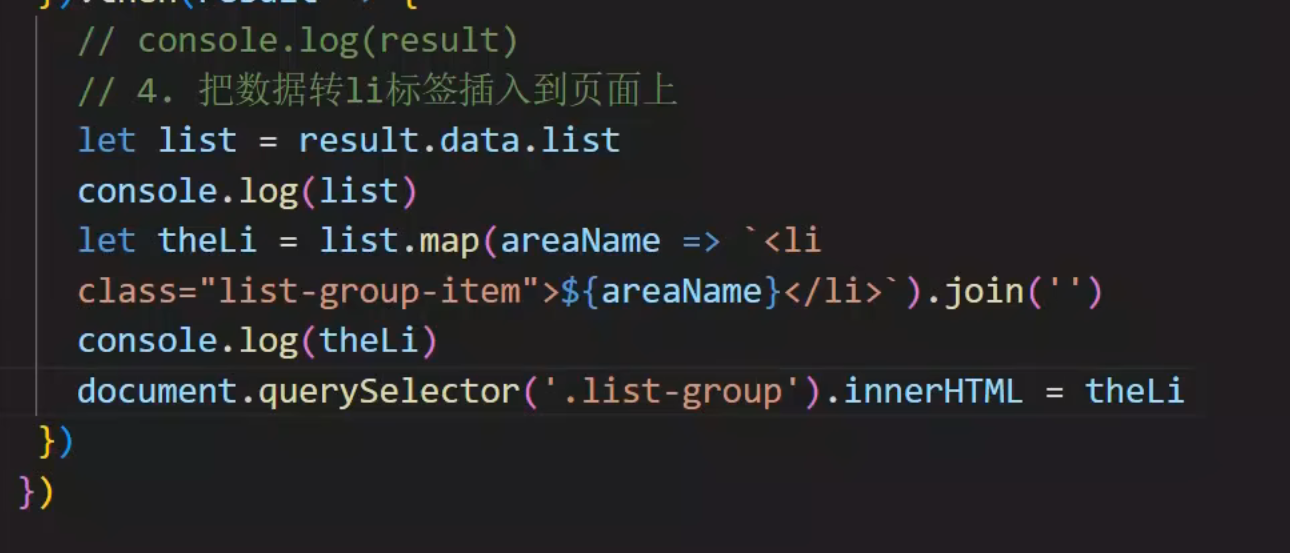 }).then(result => {
// console.log(result)
// 4. 把数据转li标签插入到页面上
let list = result.data.list
console.log(list)
let theLi = list.map(areaName => `<li
class="list-group-item">${areaName}</li>`).join('')
console.log(theLi)
document.querySelector('.list-group').innerHTML = theLi
})
})